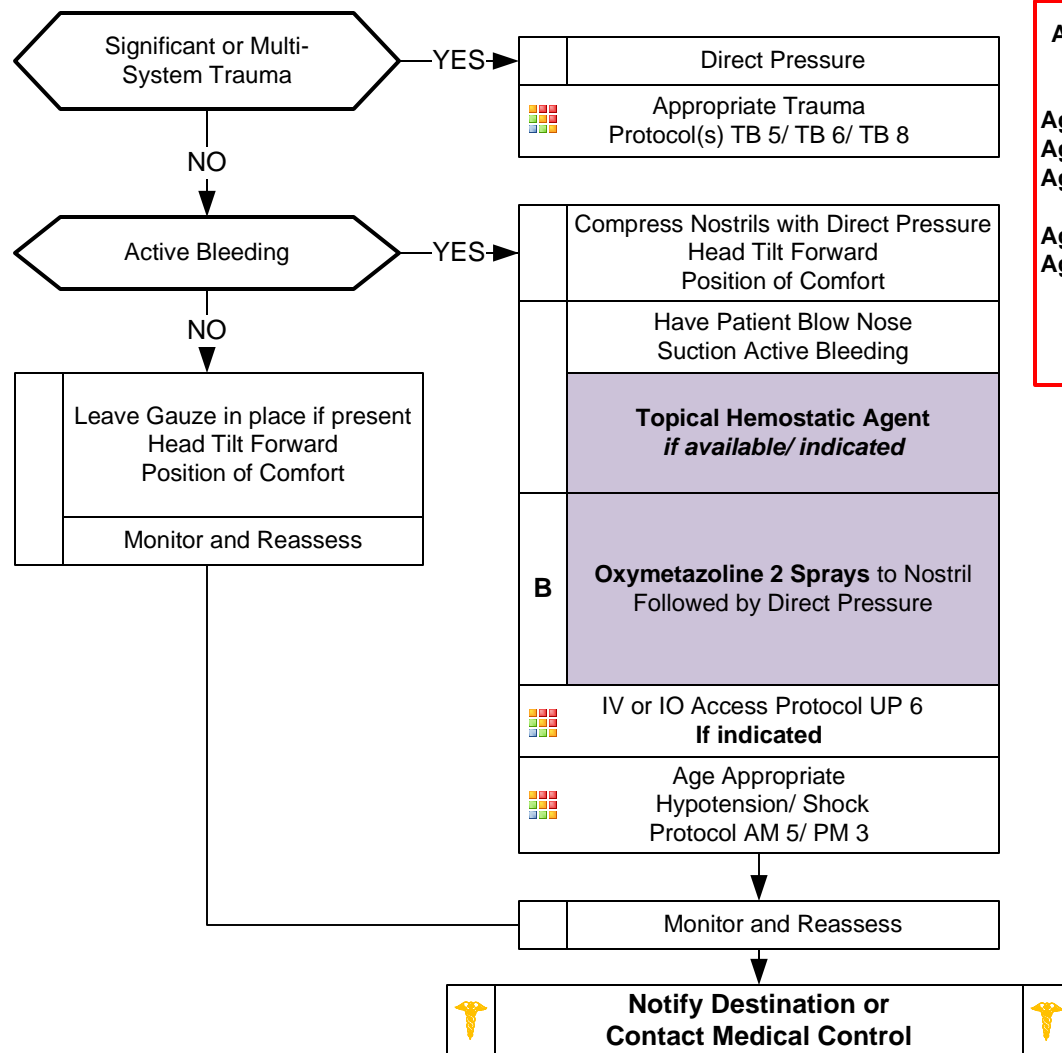 Significant or Multi-
System Trauma
YES
Direct Pressure
Appropriate Trauma
Protocol(s) TB 5/ TB 6/ TB 8
NO
Active Bleeding
YES
Compress Nostrils with Direct Pressure
Head Tilt Forward
Position of Comfort
Have Patient Blow Nose
Suction Active Bleeding
Topical Hemostatic Agent
if available/ indicated
B
Oxymetazoline 2 Sprays to Nostril
Followed by Direct Pressure
IV or IO Access Protocol UP 6
If indicated
Age Appropriate
Hypotension/ Shock
Protocol AM 5/ PM 3
NO
Leave Gauze in place if present
Head Tilt Forward
Position of Comfort
Monitor and Reassess
Monitor and Reassess
Notify Destination or
Contact Medical Control